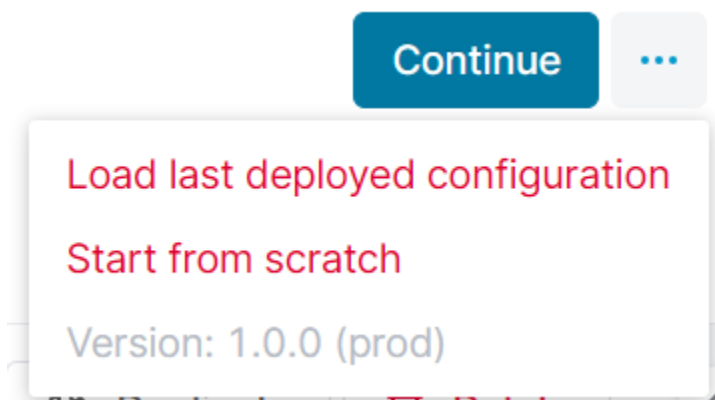 Continue
Load last deployed configuration
Start from scratch
Version: 1.0.0 (prod)